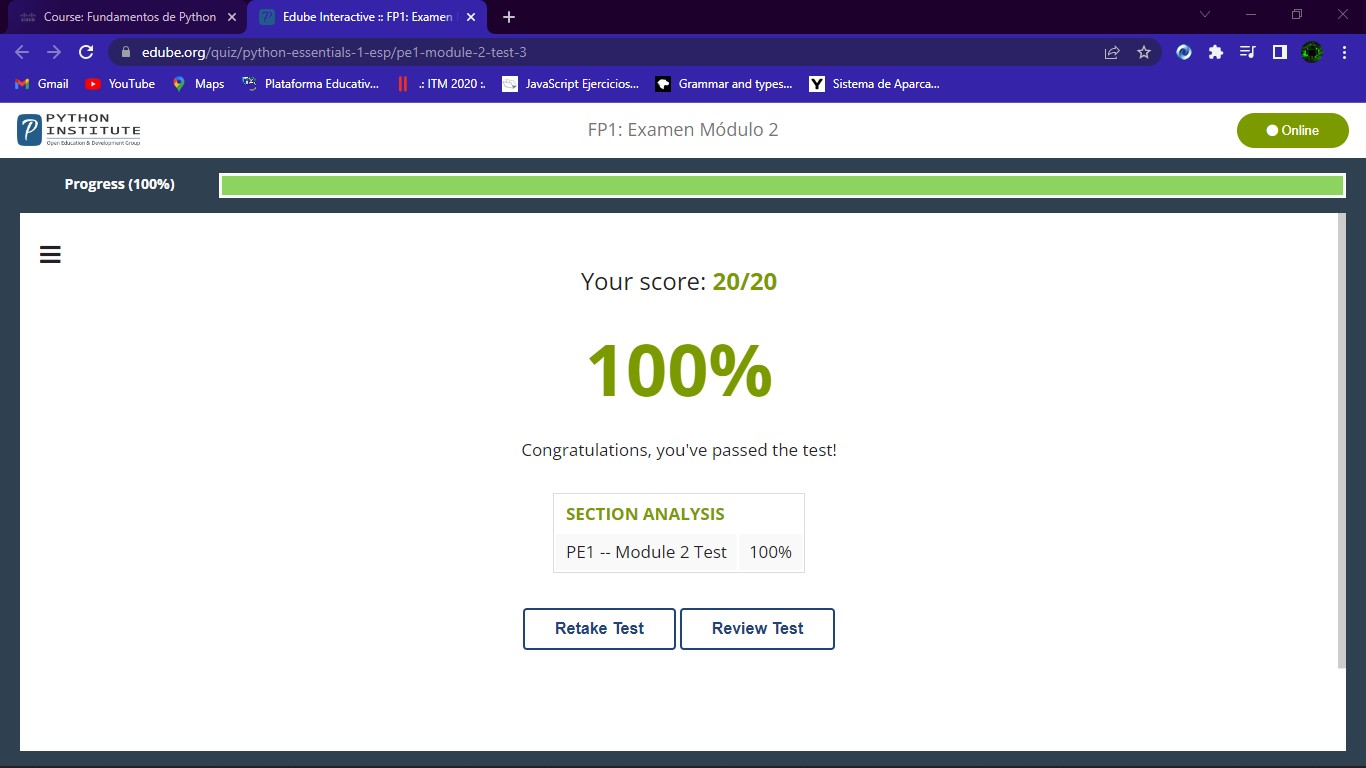 Course: Fundamentos de Python
Edube Interactive :: FP1: Examen
edube.org/quiz/python-essentials-1-esp/pe1-module-2-test-3
Gmail
YouTube
Maps
Plataforma Educativ...
.: ITM 2020 :.
JavaScript Ejercicios...
Grammar and types...
Y
Sistema de Aparca...
PYTHON
INSTITUTE
Open Education & Development Group
FP1: Examen Módulo 2
Online
Progress (100%)
Your score: 20/20
100%
Congratulations, you've passed the test!
SECTION ANALYSIS
PE1 -- Module 2 Test 100%
Retake Test
Review Test